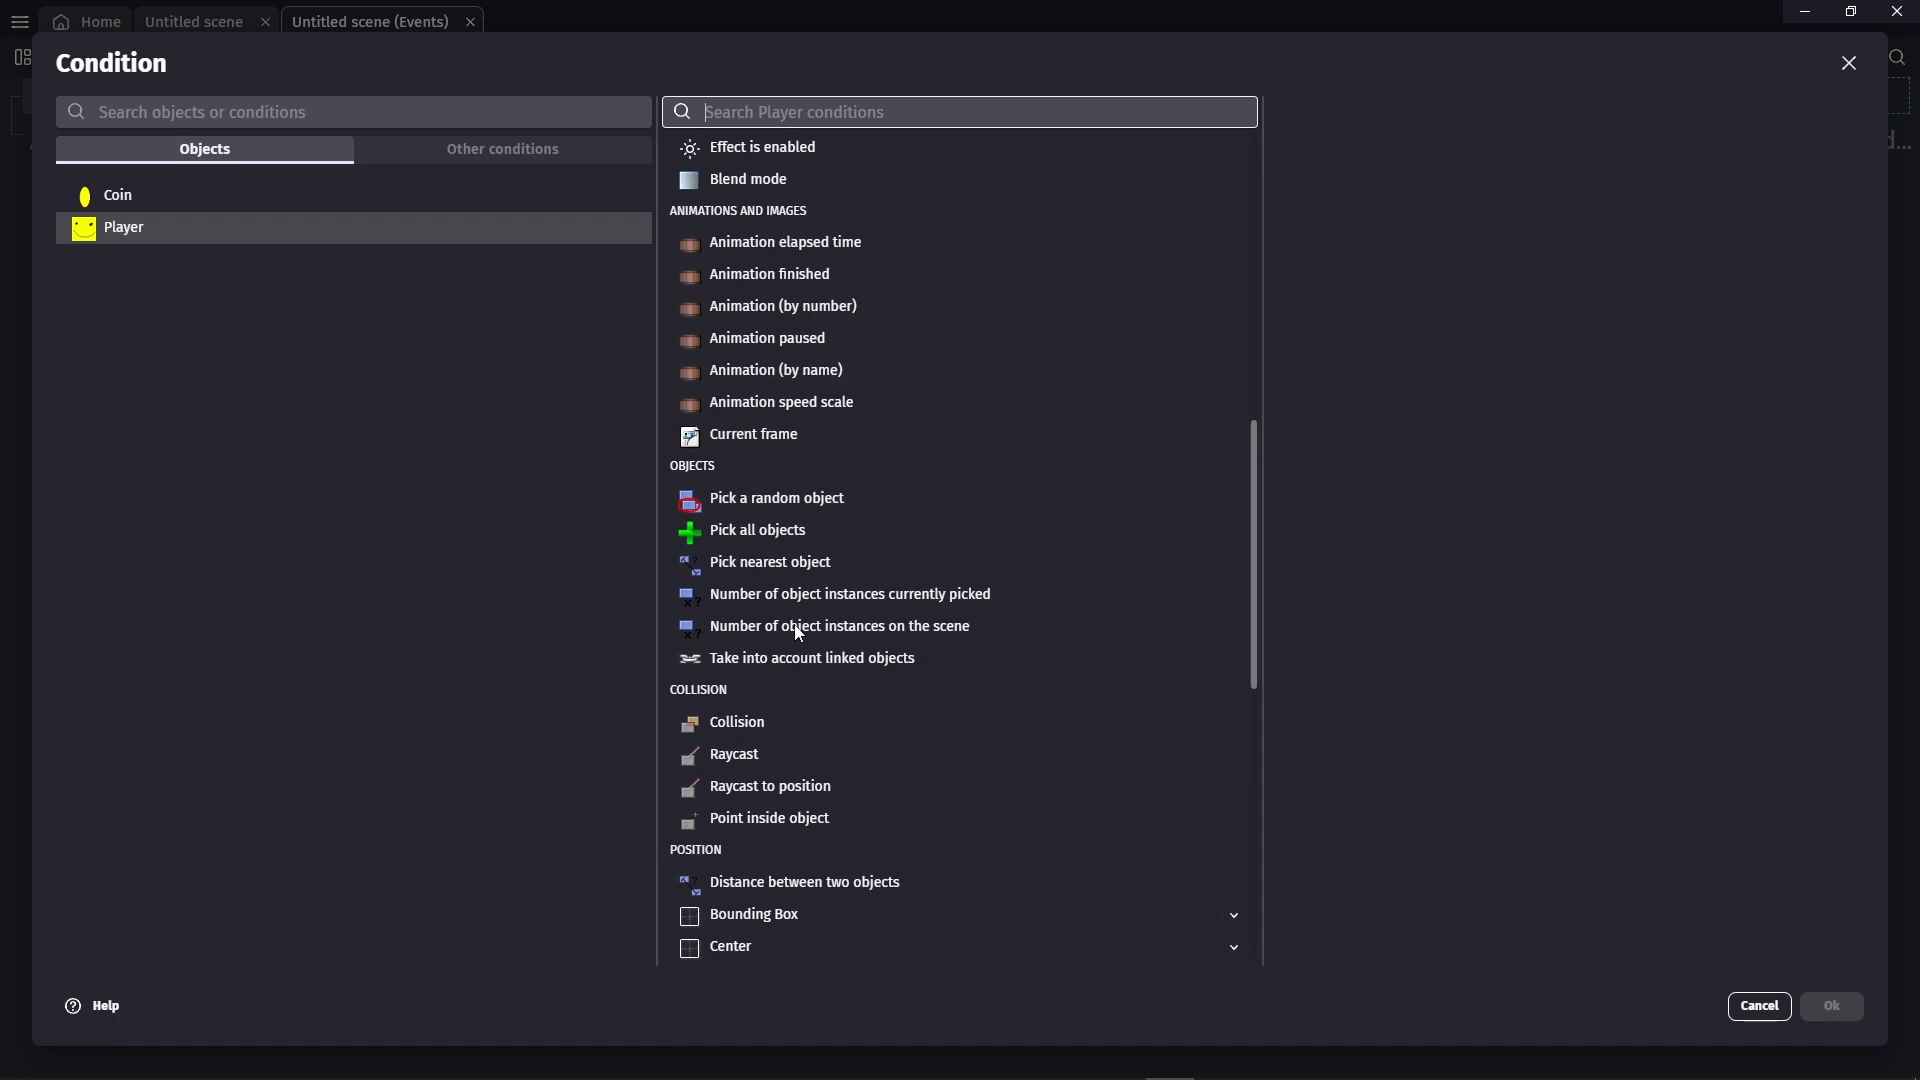 Home
Untitled scene
Untitled scene (Events)
Condition
Search objects or conditions
Search Player conditions
Objects
Other conditions
Coin
Player
Effect is enabled
Blend mode
ANIMATIONS AND IMAGES
Animation elapsed time
Animation finished
Animation (by number)
Animation paused
Animation (by name)
Animation speed scale
Current frame
OBJECTS
Pick a random object
Pick all objects
Pick nearest object
Number of object instances currently picked
Number of object instances on the scene
Take into account linked objects
COLLISION
Collision
Raycast
Raycast to position
Point inside object
POSITION
Distance between two objects
Bounding Box
Center
Help
Cancel
Ok